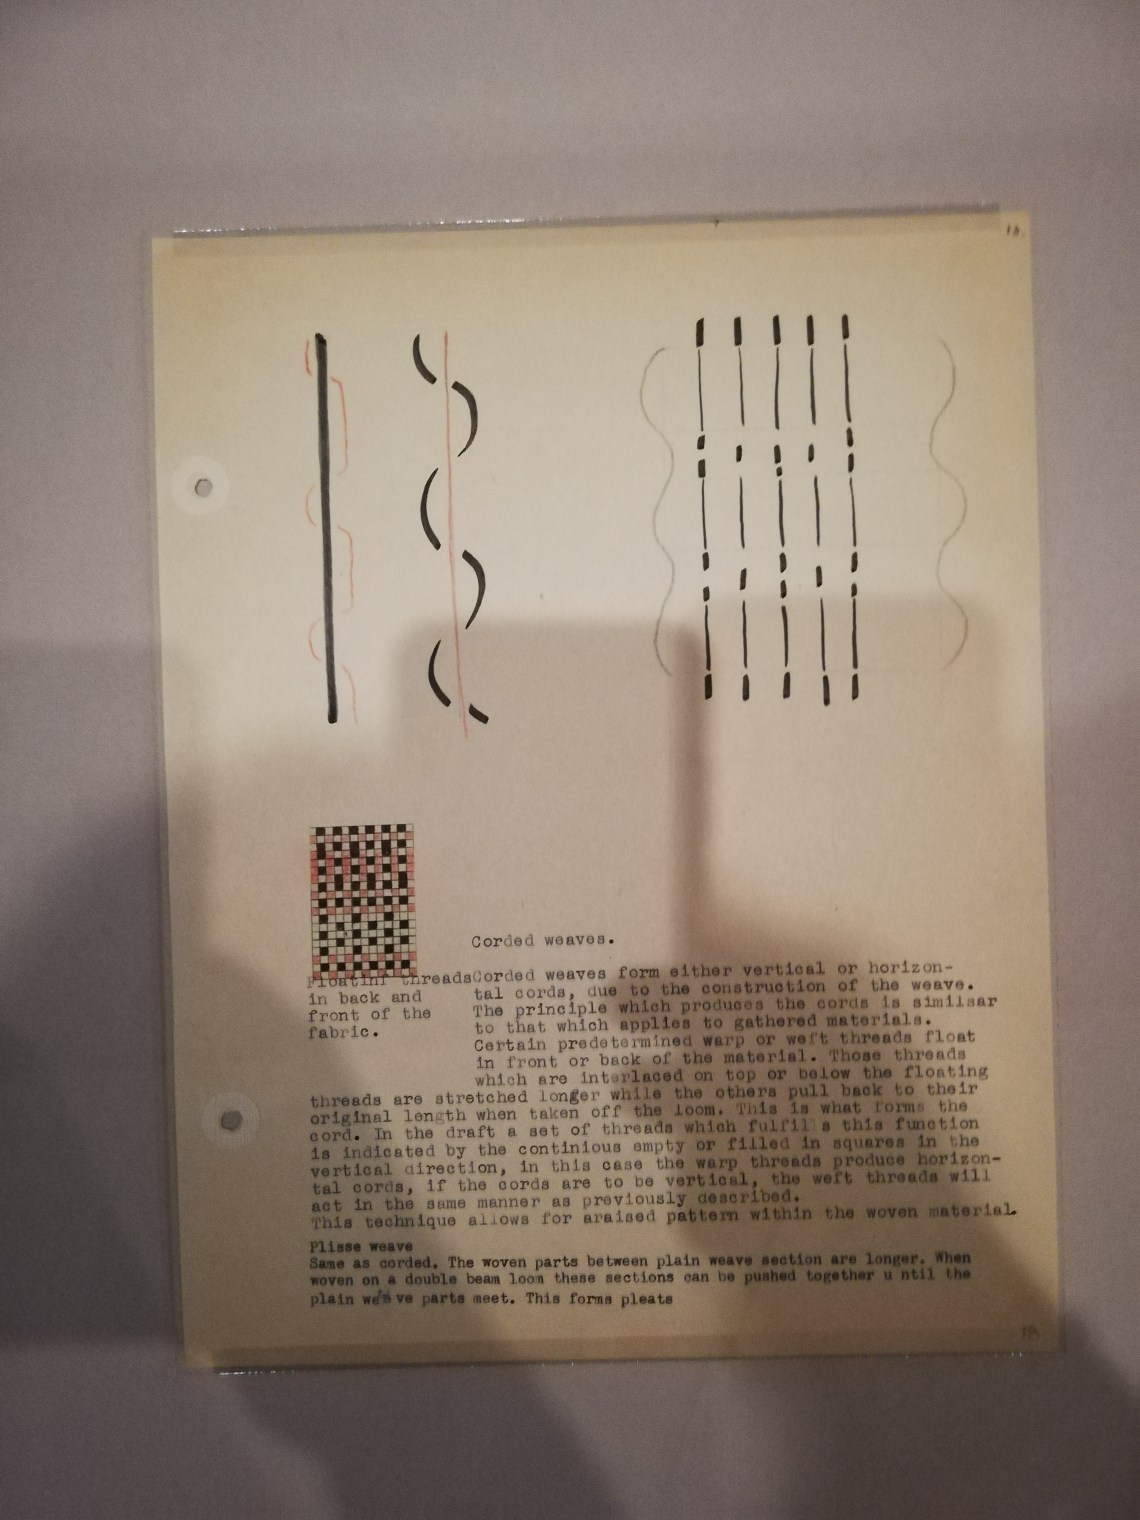 18
Corded weaves.
Floatinf threads
in back and
front of the
fabric.
Corded weaves form either vertical or horizon-
tal cords, due to the construction of the weave.
The principle which produces the cords is similsar
to that which applies to gathered materials.
Certain predetermined warp or weft threads float
in front or back of the material. Those threads
which are interlaced on top or below the floating
threads are stretched longer while the others pull back to their
original length when taken off the loom. This is what forms the
cord. In the draft a set of threads which fulfil s this function
is indicated by the continious empty or filled in squares in the
vertical direction, in this case the warp threads produce horizon-
tal cords, if the cords are to be vertical, the weft threads will
act in the same manner as previously described.
This technique allows for araised pattern within the woven material.
Plisse weave
Same as corded. The woven parts between plain weave section are longer. When
woven on a double beam loom these sections can be pushed together u ntil the
plain weave parts meet. This forms pleats
18